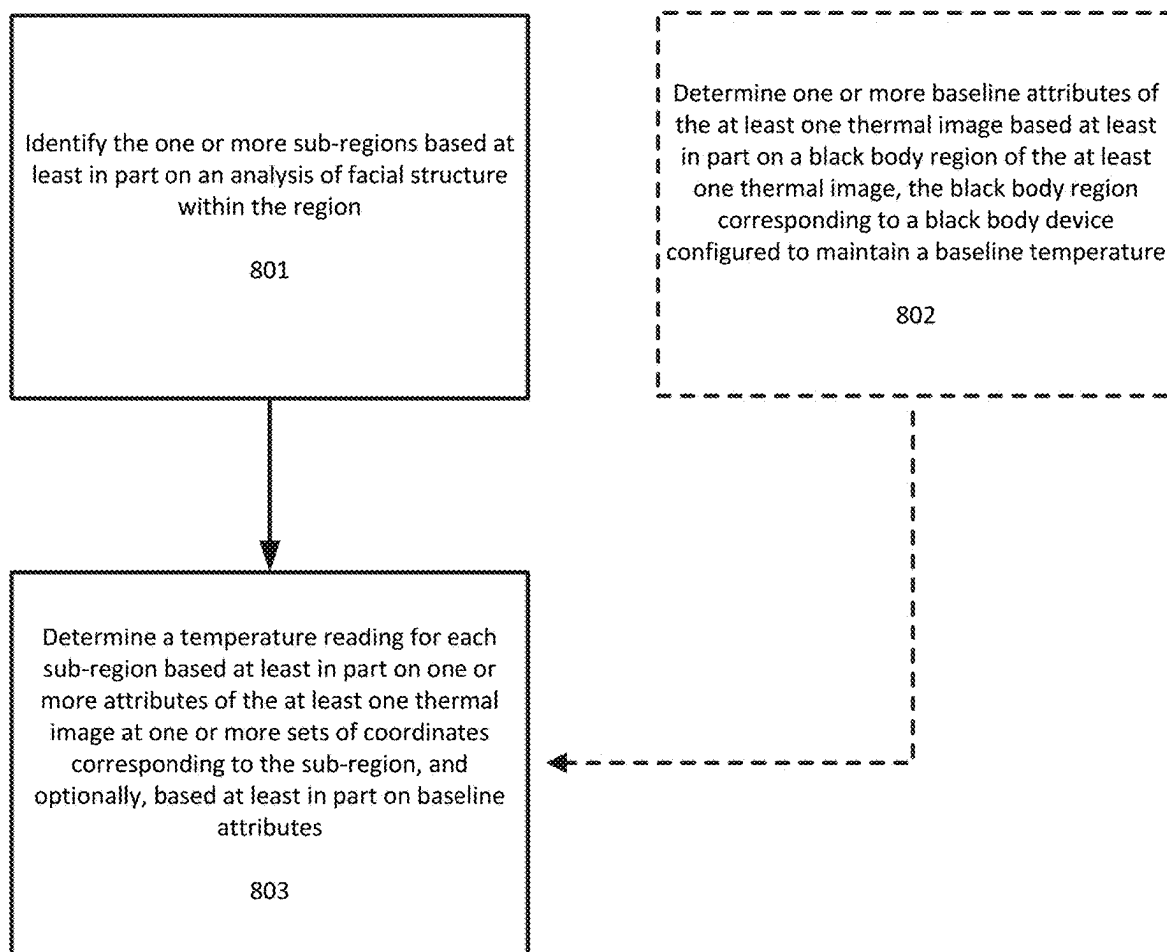 Identify the one or more sub-regions based at
least in part on an analysis of facial structure
within the region
801
Determine one or more baseline attributes of
the at least one thermal image based at least
in part on a black body region of the at least
one thermal image, the black body region
corresponding to a black body device
configured to maintain a baseline temperature
802
Determine a temperature reading for each
sub-region based at least in part on one or
more attributes of the at least one thermal
image at one or more sets of coordinates
corresponding to the sub-region, and
optionally, based at least in part on baseline
attributes
803